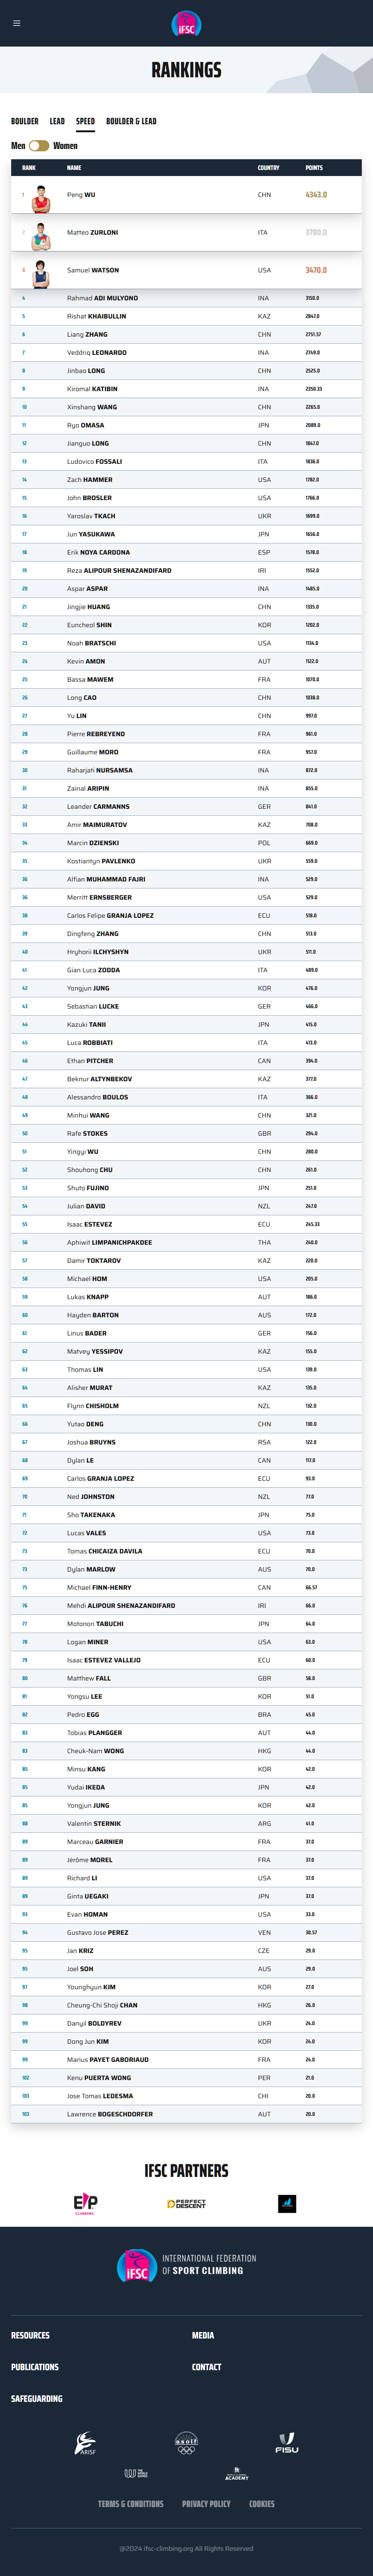 IFSC
RANKINGS
BOULDER LEAD SPEED BOULDER & LEAD
Men Women
RANK NAME COUNTRY POINTS
1 Peng WU CHN 4343.0
2 Matteo ZURLONI ITA 3780.0
3 Samuel WATSON USA 3470.0
4 Rahmad ADI MULYONO INA 3150.0
5 Rishat KHAIBULLIN KAZ 2847.0
6 Liang ZHANG CHN 2751.57
7 Veddriq LEONARDO INA 2749.0
8 Jinbao LONG CHN 2525.0
9 Kiromal KATIBIN INA 2350.33
10 Xinshang WANG CHN 2265.0
11 Ryo OMASA JPN 2089.0
12 Jianguo LONG CHN 1847.0
13 Ludovico FOSSALI ITA 1836.0
14 Zach HAMMER USA 1782.0
15 John BROSLER USA 1766.0
16 Yaroslav TKACH UKR 1699.0
17 Jun YASUKAWA JPN 1656.0
18 Erik NOYA CARDONA ESP 1578.0
19 Reza ALIPOUR SHENAZANDIFARD IRI 1552.0
20 Aspar ASPAR INA 1485.0
21 Jingjie HUANG CHN 1335.0
22 Euncheol SHIN KOR 1202.0
23 Noah BRATSCHI USA 1134.0
24 Kevin AMON AUT 1122.0
25 Bassa MAWEM FRA 1070.0
26 Long CAO CHN 1038.0
27 Yu LIN CHN 997.0
28 Pierre REBREYEND FRA 961.0
29 Guillaume MORO FRA 957.0
30 Raharjati NURSAMSA INA 872.0
31 Zainal ARIPIN INA 855.0
32 Leander CARMANNS GER 841.0
33 Amir MAIMURATOV KAZ 708.0
34 Marcin DZIENSKI POL 669.0
35 Kostiantyn PAVLENKO UKR 559.0
36 Alfian MUHAMMAD FAJRI INA 529.0
36 Merritt ERNSBERGER USA 529.0
38 Carlos Felipe GRANJA LOPEZ ECU 518.0
39 Dingfeng ZHANG CHN 513.0
40 Hryhorii ILCHYSHYN UKR 511.0
41 Gian Luca ZODDA ITA 489.0
42 Yongjun JUNG KOR 476.0
43 Sebastian LUCKE GER 466.0
44 Kazuki TANII JPN 415.0
45 Luca ROBBIATI ITA 413.0
46 Ethan PITCHER CAN 394.0
47 Beknur ALTYNBEKOV KAZ 377.0
48 Alessandro BOULOS ITA 366.0
49 Minhui WANG CHN 321.0
50 Rafe STOKES GBR 294.0
51 Yingyi WU CHN 280.0
52 Shouhong CHU CHN 261.0
53 Shuto FUJINO JPN 251.0
54 Julian DAVID NZL 247.0
55 Isaac ESTEVEZ ECU 245.33
56 Aphiwit LIMPANICHPAKDEE THA 240.0
57 Damir TOKTAROV KAZ 220.0
58 Michael HOM USA 205.0
59 Lukas KNAPP AUT 186.0
60 Hayden BARTON AUS 172.0
61 Linus BADER GER 156.0
62 Matvey YESSIPOV KAZ 155.0
63 Thomas LIN USA 139.0
64 Alisher MURAT KAZ 135.0
65 Flynn CHISHOLM NZL 132.0
66 Yutao DENG CHN 130.0
67 Joshua BRUYNS RSA 122.0
68 Dylan LE CAN 117.0
69 Carlos GRANJA LOPEZ ECU 93.0
70 Ned JOHNSTON NZL 77.0
71 Sho TAKENAKA JPN 75.0
72 Lucas VALES USA 73.0
73 Tomas CHICAIZA DAVILA ECU 70.0
73 Dylan MARLOW AUS 70.0
75 Michael FINN-HENRY CAN 66.57
76 Mehdi ALIPOUR SHENAZANDIFARD IRI 66.0
77 Motonori TABUCHI JPN 64.0
78 Logan MINER USA 63.0
79 Isaac ESTEVEZ VALLEJO ECU 60.0
80 Matthew FALL GBR 58.0
81 Yongsu LEE KOR 51.0
82 Pedro EGG BRA 45.0
83 Tobias PLANGGER AUT 44.0
83 Cheuk-Nam WONG HKG 44.0
85 Minsu KANG KOR 42.0
85 Yudai IKEDA JPN 42.0
85 Yongjun JUNG KOR 42.0
88 Valentin STERNIK ARG 41.0
89 Marceau GARNIER FRA 37.0
89 Jérôme MOREL FRA 37.0
89 Richard LI USA 37.0
89 Ginta UEGAKI JPN 37.0
93 Evan HOMAN USA 33.0
94 Gustavo Jose PEREZ VEN 30.57
95 Jan KRIZ CZE 29.0
95 Joel SOH AUS 29.0
97 Younghyun KIM KOR 27.0
98 Cheung-Chi Shoji CHAN HKG 26.0
99 Danyil BOLDYREV UKR 24.0
99 Dong Jun KIM KOR 24.0
99 Marius PAYET GABORIAUD FRA 24.0
102 Kenu PUERTA WONG PER 21.0
103 Jose Tomas LEDESMA CHI 20.0
103 Lawrence BOGESCHDORFER AUT 20.0
IFSC PARTNERS
EP CLIMBING
PERFECT DESCENT
IFSC INTERNATIONAL FEDERATION OF SPORT CLIMBING
RESOURCES MEDIA
PUBLICATIONS CONTACT
SAFEGUARDING
ARISF
asoif
FISU
ACADEMY
TERMS & CONDITIONS PRIVACY POLICY COOKIES
@2024 ifsc-climbing.org All Rights Reserved